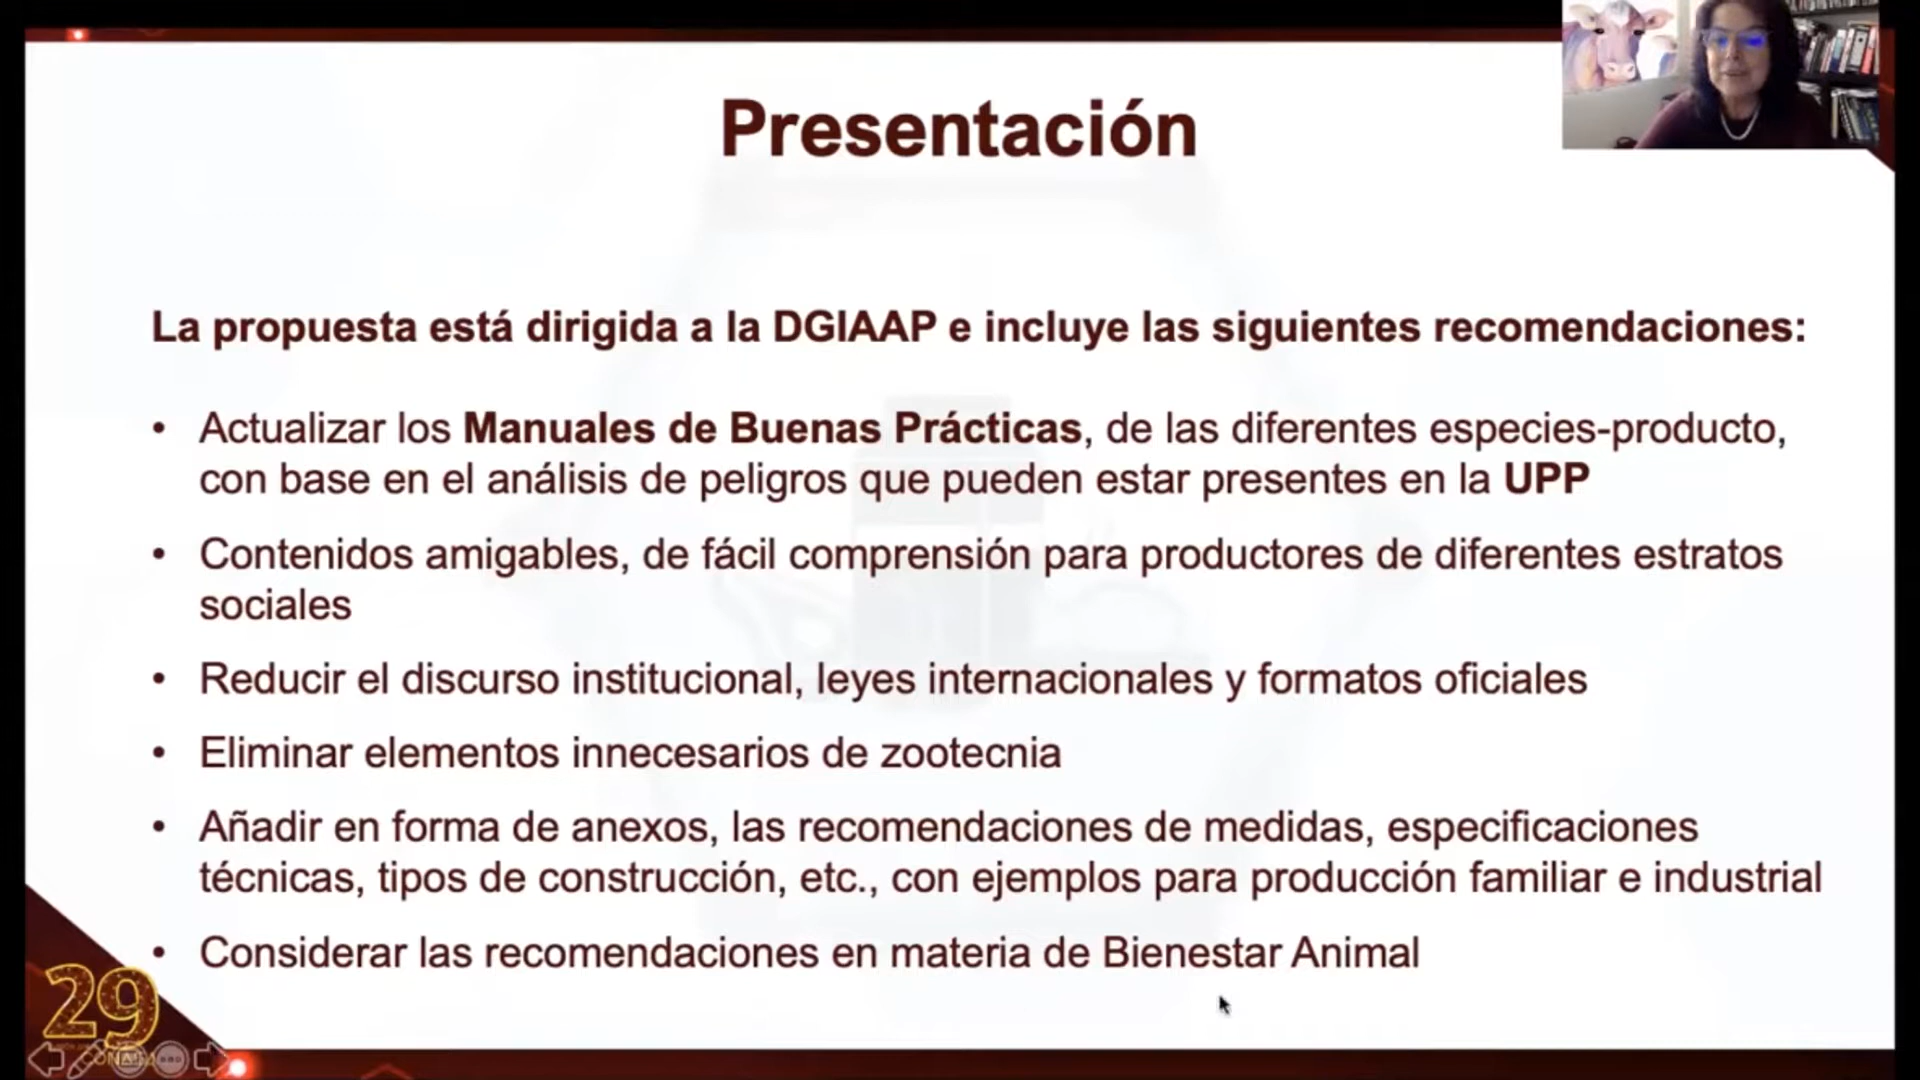 Presentación
La propuesta está dirigida a la DGIAAP e incluye las siguientes recomendaciones:
• Actualizar los Manuales de Buenas Prácticas, de las diferentes especies-producto,
con base en el análisis de peligros que pueden estar presentes en la UPP
• Contenidos amigables, de fácil comprensión para productores de diferentes estratos
sociales
• Reducir el discurso institucional, leyes internacionales y formatos oficiales
• Eliminar elementos innecesarios de zootecnia
• Añadir en forma de anexos, las recomendaciones de medidas, especificaciones
técnicas, tipos de construcción, etc., con ejemplos para producción familiar e industrial
• Considerar las recomendaciones en materia de Bienestar Animal
29